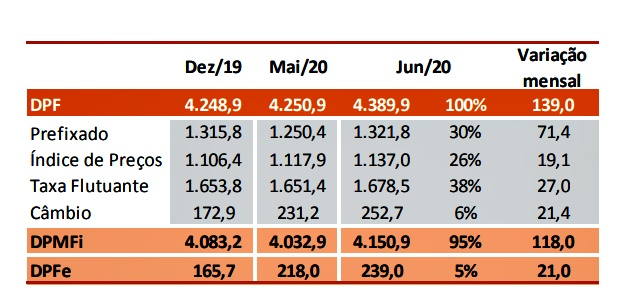 Dez/19 Mai/20 Jun/20 Variação mensal
DPF 4.248,9 4.250,9 4.389,9 100% 139,0
Prefixado 1.315,8 1.250,4 1.321,8 30% 71,4
Índice de Preços 1.106,4 1.117,9 1.137,0 26% 19,1
Taxa Flutuante 1.653,8 1.651,4 1.678,5 38% 27,0
Câmbio 172,9 231,2 252,7 6% 21,4
DPMFi 4.083,2 4.032,9 4.150,9 95% 118,0
DPFe 165,7 218,0 239,0 5% 21,0